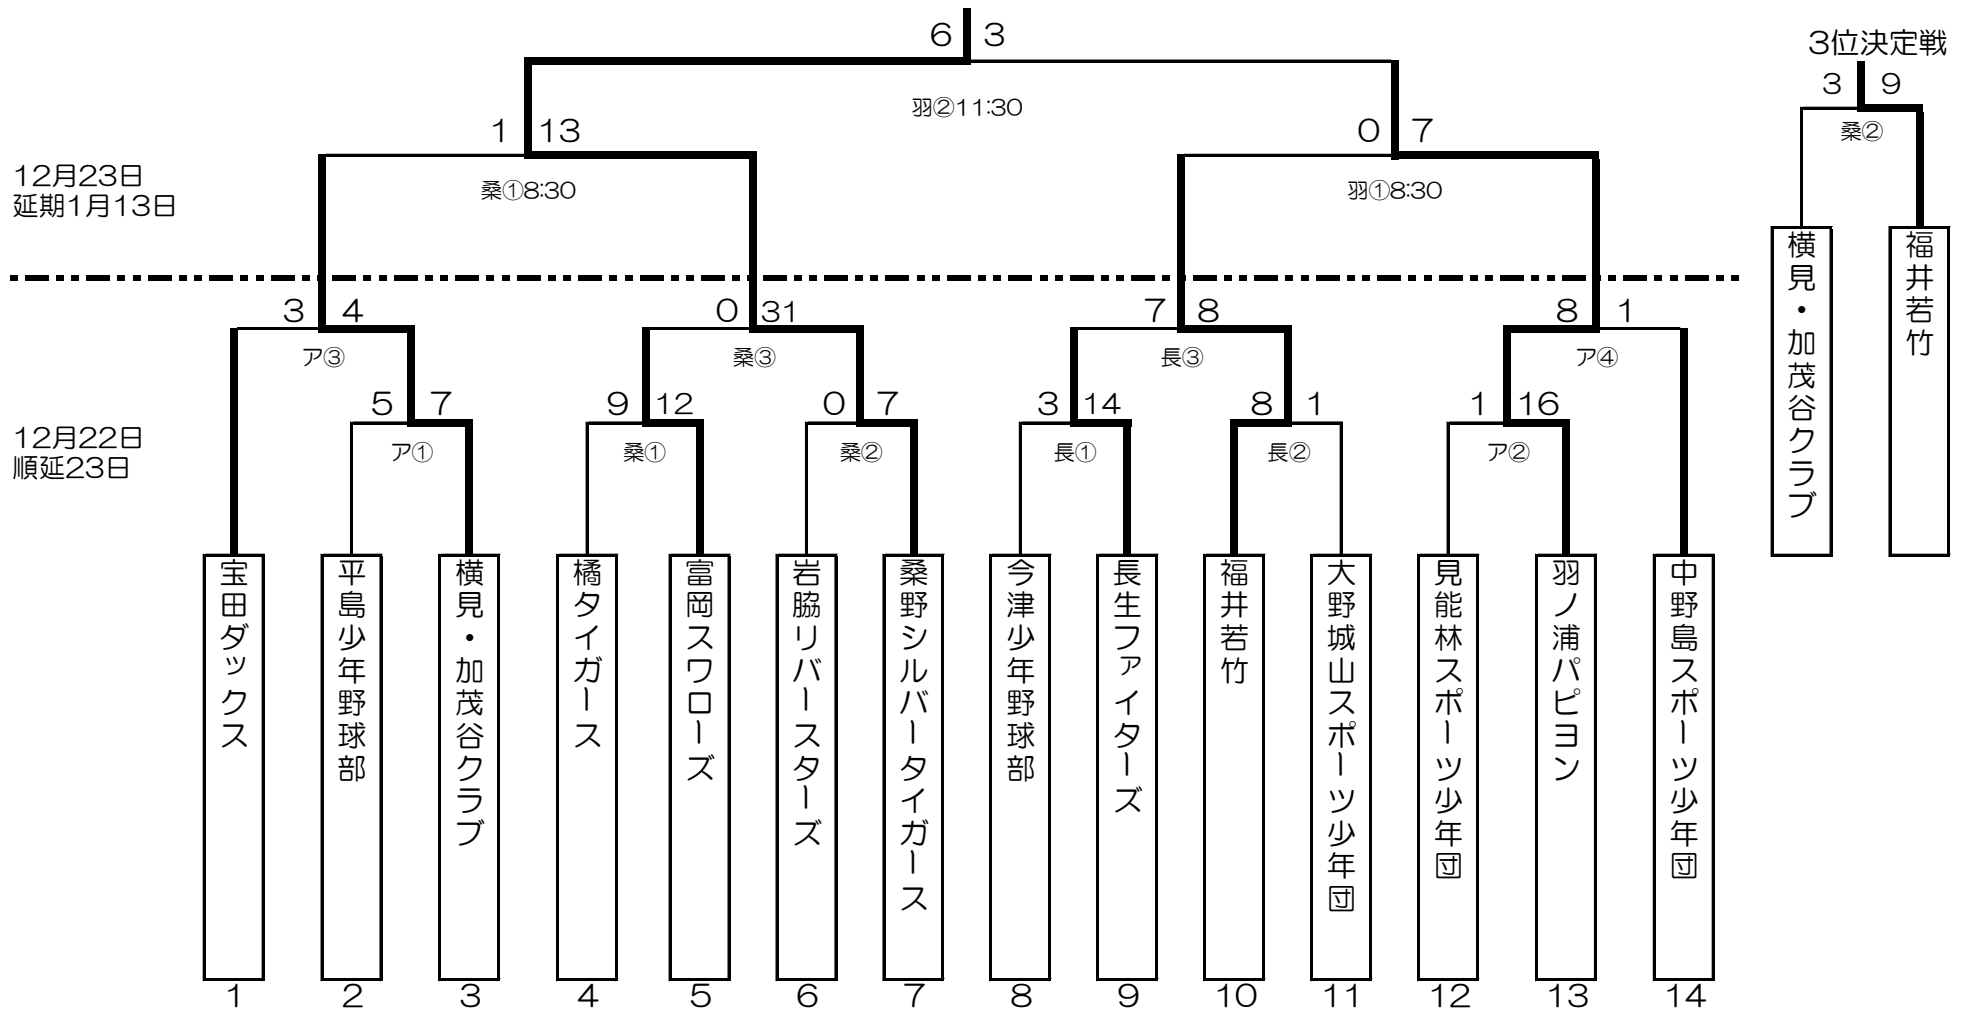 6 3
3位決定戦
3 9
羽②11:30
桑②
1 13
0 7
12月23日
延期1月13日
桑①8:30
羽①8:30
横見・加茂谷クラブ
福井若竹
3 4
0 31
7 8
8 1
ア③
桑③
長③
ア④
5 7
9 12
0 7
3 14
8 1
1 16
12月22日
順延23日
ア①
桑①
桑②
長①
長②
ア②
宝田ダックス
平島少年野球部
横見・加茂谷クラブ
橘タイガース
富岡スワローズ
岩脇リバースターズ
桑野シルバータイガース
今津少年野球部
長生ファイターズ
福井若竹
大野城山スポーツ少年団
見能林スポーツ少年団
羽ノ浦パピヨン
中野島スポーツ少年団
1 2 3 4 5 6 7 8 9 10 11 12 13 14